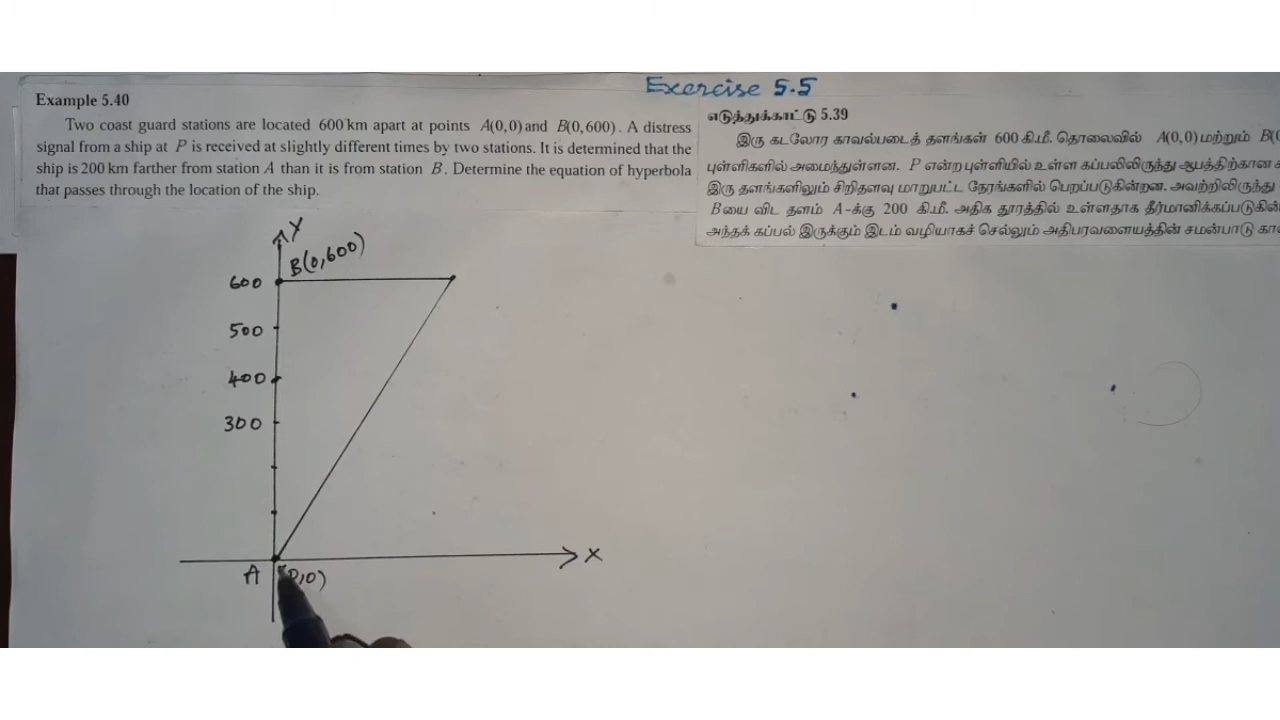 Exercise 5.5
Example 5.40
Two coast guard stations are located 600 km apart at points A(0,0) and B(0,600). A distress
signal from a ship at P is received at slightly different times by two stations. It is determined that the
ship is 200 km farther from station A than it is from station B. Determine the equation of hyperbola
that passes through the location of the ship.
எடுத்துக்காட்டு 5.39
இரு கடலோர காவல்படைத் தளங்கள் 600 கி.மீ. தொலைவில் A(0,0) மற்றும் B(0
புள்ளிகளில் அமைந்துள்ளன. P என்ற புள்ளியில் உள்ள கப்பலிலிருந்து ஆபத்திற்கான
இரு தளங்களிலும் சிறிதளவு மாறுபட்ட நேரங்களில் பெறப்படுகின்றன. அவற்றிலிருந்து
B யை விட தளம் A-க்கு 200 கி.மீ. அதிக தூரத்தில் உள்ளதாக தீர்மானிக்கப்படுகின்
அந்தக் கப்பல் இருக்கும் இடம் வழியாகச் செல்லும் அதிபரவளையத்தின் சமன்பாடு கா
Y
B(0,600)
600
500
400
300
X
A (0,0)